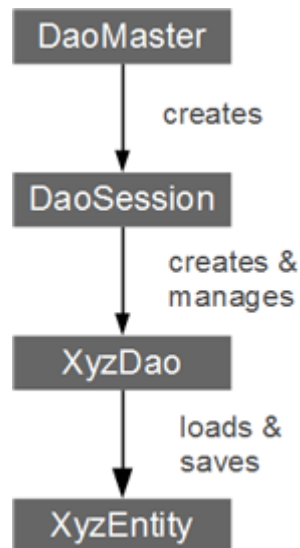 DaoMaster
creates
DaoSession
creates &
manages
XyzDao
loads &
saves
XyzEntity